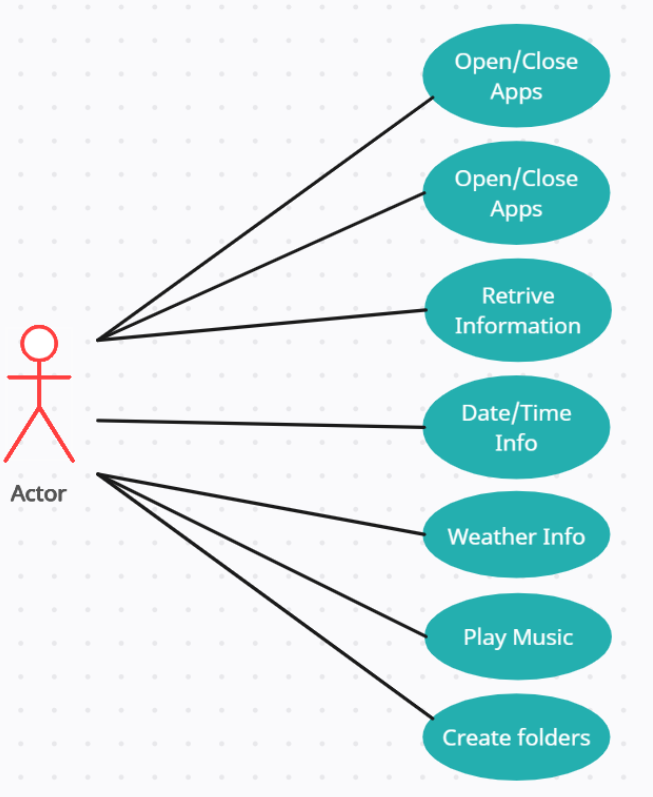 Open/Close
Apps
Open/Close
Apps
Retrive
Information
Date/Time
Info
Actor
Weather Info
Play Music
Create folders